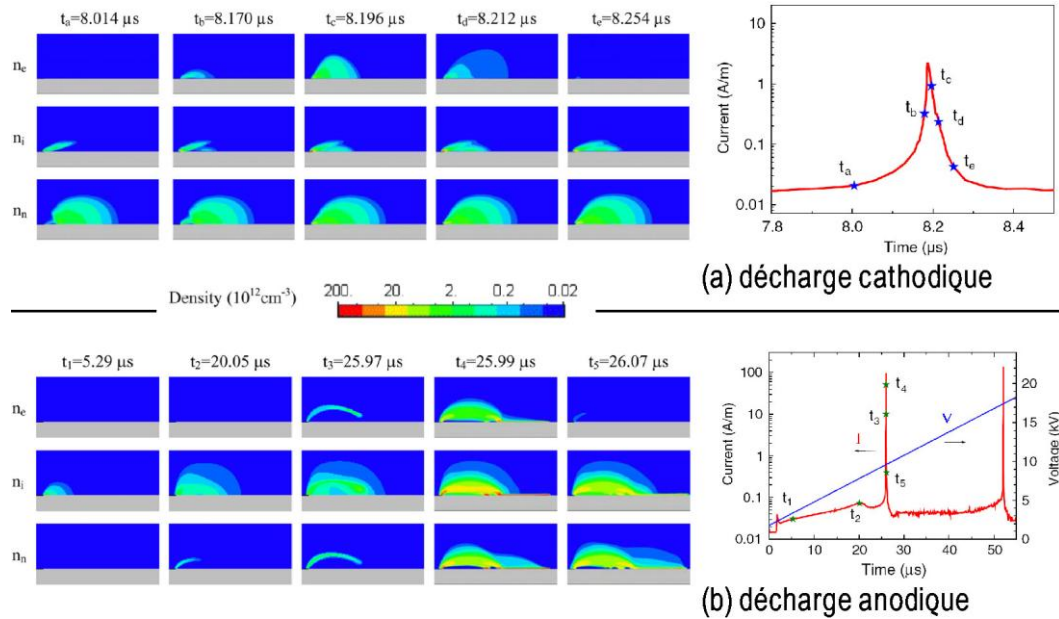 tₐ=8.014 µs t_b=8.170 µs t_c=8.196 µs t_d=8.212 µs t_e=8.254 µs
nₑ
nᵢ
nₙ
Current (A/m)
10
1
0.1
0.01
t_a
t_b
t_c
t_d
t_e
7.8 8.0 8.2 8.4
Time (µs)
(a) décharge cathodique
Density (10¹²cm⁻³)
200. 20. 2. 0.2 0.02
t₁=5.29 µs t₂=20.05 µs t₃=25.97 µs t₄=25.99 µs t₅=26.07 µs
nₑ
nᵢ
nₙ
Current (A/m)
100
10
1
0.1
0.01
t₁
t₂
t₃
t₄
t₅
J
V
20
15
10
5
0
Voltage (kV)
0 10 20 30 40 50
Time (µs)
(b) décharge anodique